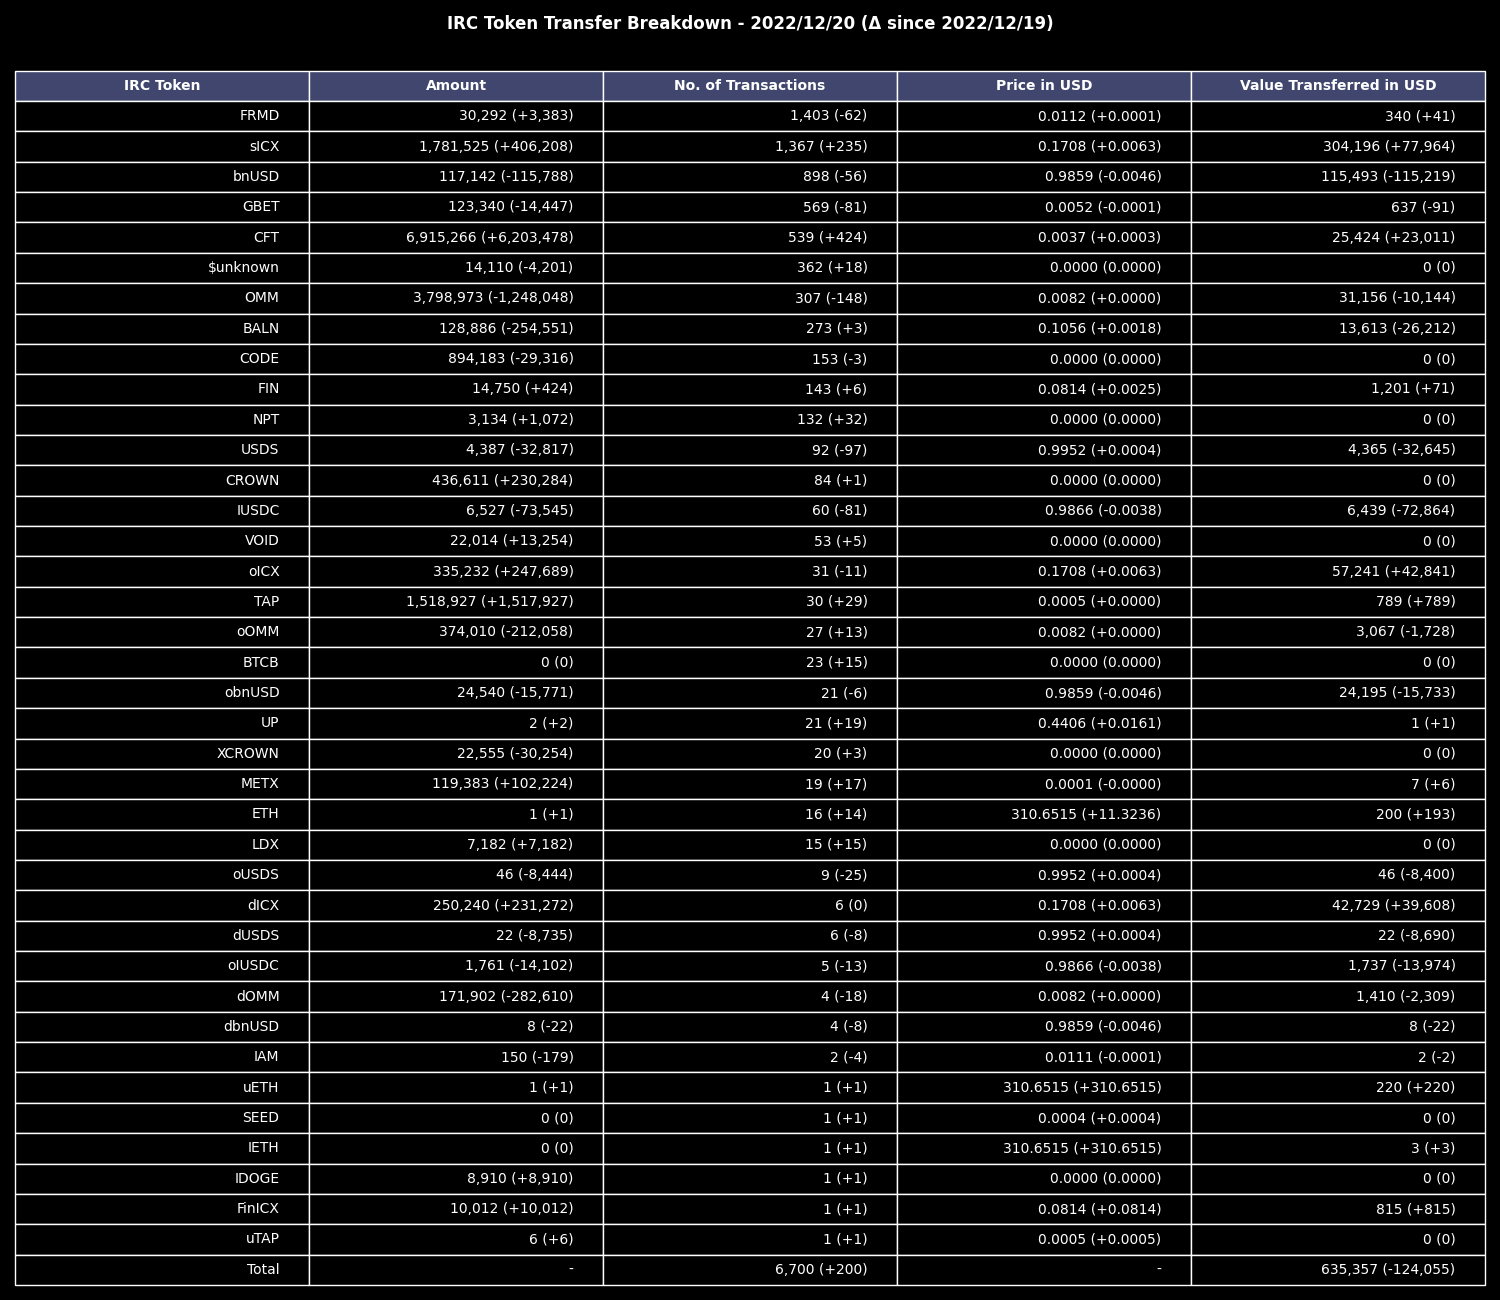 IRC Token Transfer Breakdown - 2022/12/20 (Δ since 2022/12/19)
IRC Token Amount No. of Transactions Price in USD Value Transferred in USD
FRMD 30,292 (+3,383) 1,403 (-62) 0.0112 (+0.0001) 340 (+41)
sICX 1,781,525 (+406,208) 1,367 (+235) 0.1708 (+0.0063) 304,196 (+77,964)
bnUSD 117,142 (-115,788) 898 (-56) 0.9859 (-0.0046) 115,493 (-115,219)
GBET 123,340 (-14,447) 569 (-81) 0.0052 (-0.0001) 637 (-91)
CFT 6,915,266 (+6,203,478) 539 (+424) 0.0037 (+0.0003) 25,424 (+23,011)
$unknown 14,110 (-4,201) 362 (+18) 0.0000 (0.0000) 0 (0)
OMM 3,798,973 (-1,248,048) 307 (-148) 0.0082 (+0.0000) 31,156 (-10,144)
BALN 128,886 (-254,551) 273 (+3) 0.1056 (+0.0018) 13,613 (-26,212)
CODE 894,183 (-29,316) 153 (-3) 0.0000 (0.0000) 0 (0)
FIN 14,750 (+424) 143 (+6) 0.0814 (+0.0025) 1,201 (+71)
NPT 3,134 (+1,072) 132 (+32) 0.0000 (0.0000) 0 (0)
USDS 4,387 (-32,817) 92 (-97) 0.9952 (+0.0004) 4,365 (-32,645)
CROWN 436,611 (+230,284) 84 (+1) 0.0000 (0.0000) 0 (0)
IUSDC 6,527 (-73,545) 60 (-81) 0.9866 (-0.0038) 6,439 (-72,864)
VOID 22,014 (+13,254) 53 (+5) 0.0000 (0.0000) 0 (0)
oICX 335,232 (+247,689) 31 (-11) 0.1708 (+0.0063) 57,241 (+42,841)
TAP 1,518,927 (+1,517,927) 30 (+29) 0.0005 (+0.0000) 789 (+789)
oOMM 374,010 (-212,058) 27 (+13) 0.0082 (+0.0000) 3,067 (-1,728)
BTCB 0 (0) 23 (+15) 0.0000 (0.0000) 0 (0)
obnUSD 24,540 (-15,771) 21 (-6) 0.9859 (-0.0046) 24,195 (-15,733)
UP 2 (+2) 21 (+19) 0.4406 (+0.0161) 1 (+1)
XCROWN 22,555 (-30,254) 20 (+3) 0.0000 (0.0000) 0 (0)
METX 119,383 (+102,224) 19 (+17) 0.0001 (-0.0000) 7 (+6)
ETH 1 (+1) 16 (+14) 310.6515 (+11.3236) 200 (+193)
LDX 7,182 (+7,182) 15 (+15) 0.0000 (0.0000) 0 (0)
oUSDS 46 (-8,444) 9 (-25) 0.9952 (+0.0004) 46 (-8,400)
dICX 250,240 (+231,272) 6 (0) 0.1708 (+0.0063) 42,729 (+39,608)
dUSDS 22 (-8,735) 6 (-8) 0.9952 (+0.0004) 22 (-8,690)
oIUSDC 1,761 (-14,102) 5 (-13) 0.9866 (-0.0038) 1,737 (-13,974)
dOMM 171,902 (-282,610) 4 (-18) 0.0082 (+0.0000) 1,410 (-2,309)
dbnUSD 8 (-22) 4 (-8) 0.9859 (-0.0046) 8 (-22)
IAM 150 (-179) 2 (-4) 0.0111 (-0.0001) 2 (-2)
uETH 1 (+1) 1 (+1) 310.6515 (+310.6515) 220 (+220)
SEED 0 (0) 1 (+1) 0.0004 (+0.0004) 0 (0)
IETH 0 (0) 1 (+1) 310.6515 (+310.6515) 3 (+3)
IDOGE 8,910 (+8,910) 1 (+1) 0.0000 (0.0000) 0 (0)
FinICX 10,012 (+10,012) 1 (+1) 0.0814 (+0.0814) 815 (+815)
uTAP 6 (+6) 1 (+1) 0.0005 (+0.0005) 0 (0)
Total - 6,700 (+200) - 635,357 (-124,055)